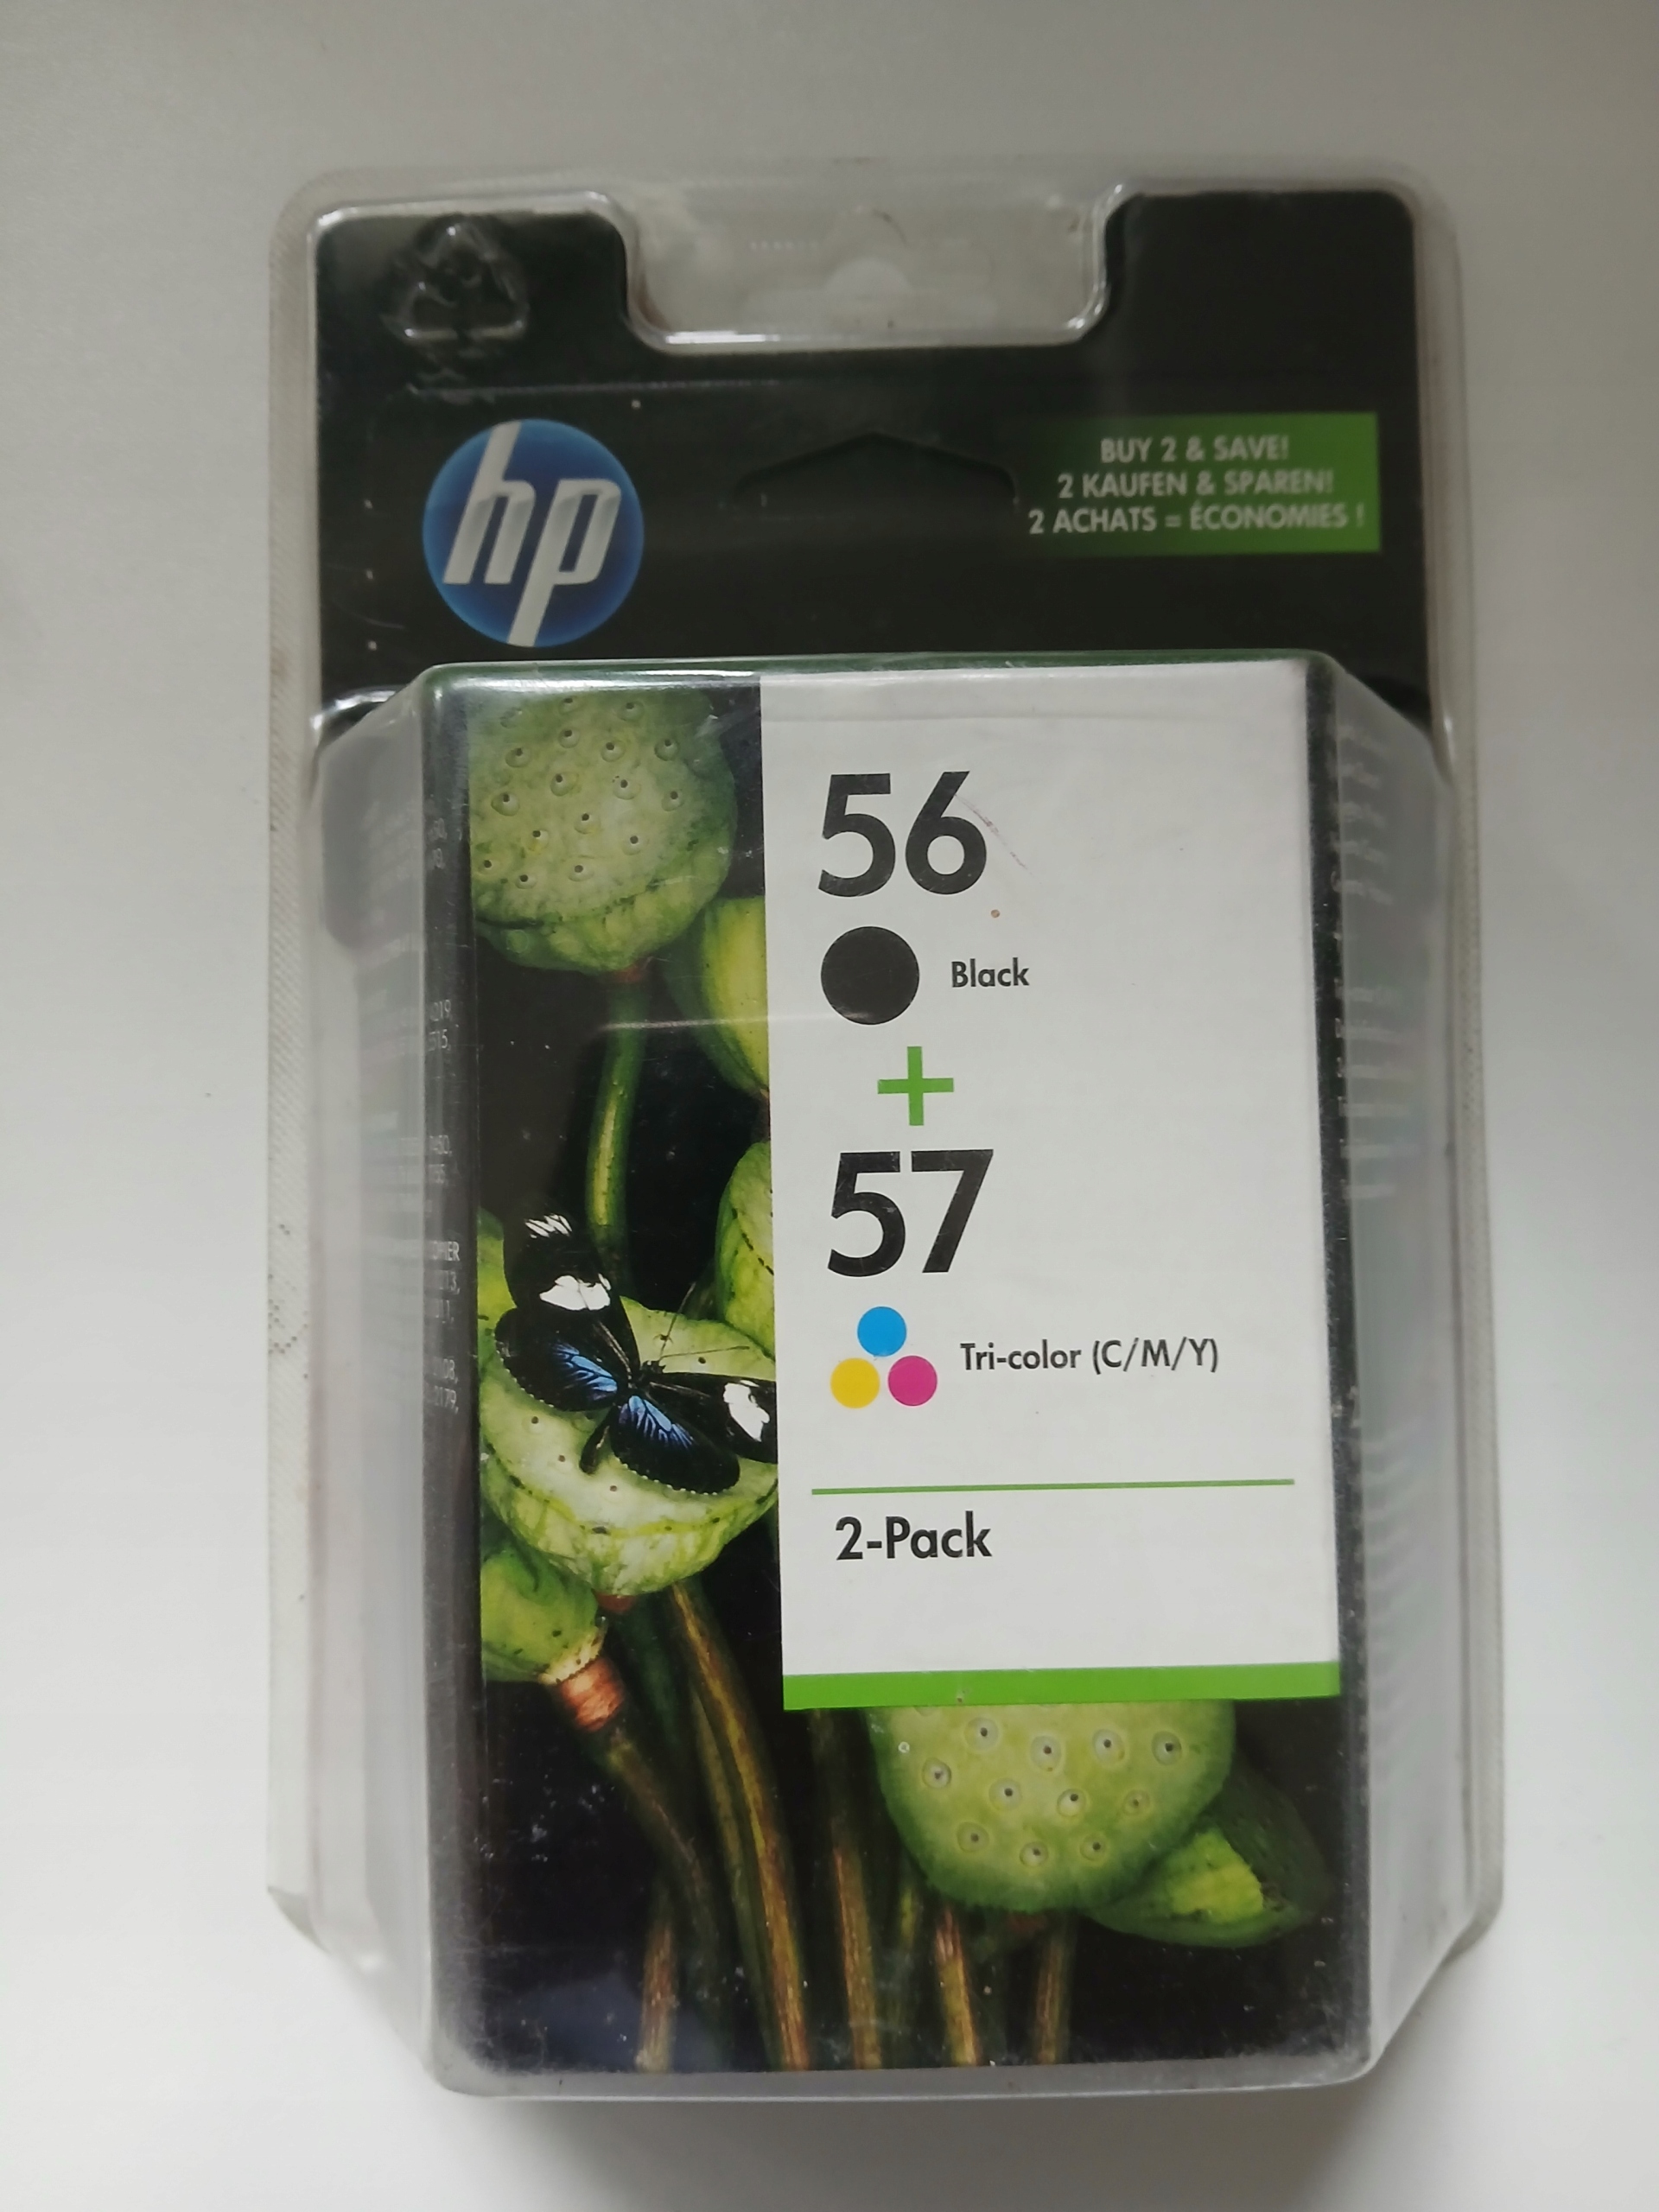 hp
BUY 2 & SAVE!
2 KAUFEN & SPAREN!
2 ACHATS = ÉCONOMIES !
56
Black
+
57
Tri-color (C/M/Y)
2-Pack